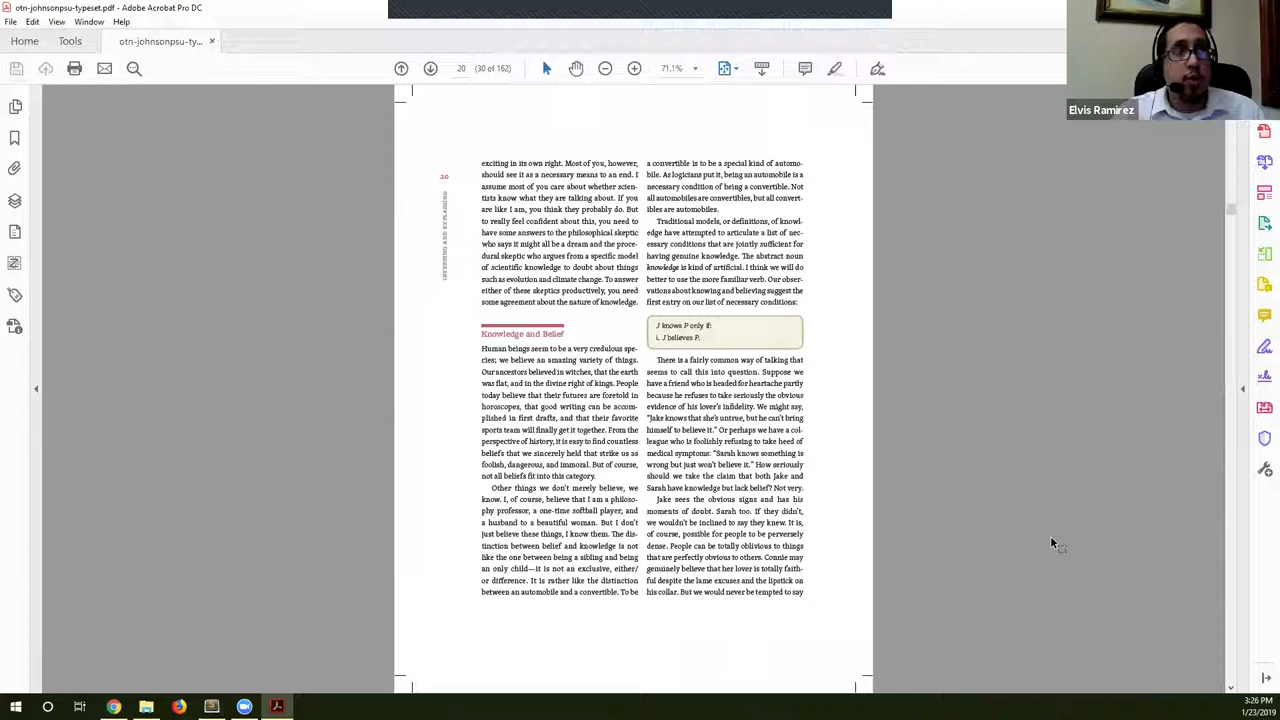 otn-johnsonpsu-typeset.pdf - Adobe Acrobat Pro DC
File Edit View Window Help
Home Tools otn-johnsonpsu-ty... ×
20 (30 of 162) 71.1%
Elvis Ramirez
20
INFERRING AND EXPLAINING
exciting in its own right. Most of you, however,
should see it as a necessary means to an end. I
assume most of you care about whether scien-
tists know what they are talking about. If you
are like I am, you think they probably do. But
to really feel confident about this, you need to
have some answers to the philosophical skeptic
who says it might all be a dream and the proce-
dural skeptic who argues from a specific model
of scientific knowledge to doubt about things
such as evolution and climate change. To answer
either of these skeptics productively, you need
some agreement about the nature of knowledge.
Knowledge and Belief
Human beings seem to be a very credulous spe-
cies; we believe an amazing variety of things.
Our ancestors believed in witches, that the earth
was flat, and in the divine right of kings. People
today believe that their futures are foretold in
horoscopes, that good writing can be accom-
plished in first drafts, and that their favorite
sports team will finally get it together. From the
perspective of history, it is easy to find countless
beliefs that we sincerely held that strike us as
foolish, dangerous, and immoral. But of course,
not all beliefs fit into this category.
Other things we don't merely believe, we
know. I, of course, believe that I am a philoso-
phy professor, a one-time softball player, and
a husband to a beautiful woman. But I don't
just believe these things, I know them. The dis-
tinction between belief and knowledge is not
like the one between being a sibling and being
an only child—it is not an exclusive, either/
or difference. It is rather like the distinction
between an automobile and a convertible. To be
a convertible is to be a special kind of automo-
bile. As logicians put it, being an automobile is a
necessary condition of being a convertible. Not
all automobiles are convertibles, but all convert-
ibles are automobiles.
Traditional models, or definitions, of knowl-
edge have attempted to articulate a list of nec-
essary conditions that are jointly sufficient for
having genuine knowledge. The abstract noun
knowledge is kind of artificial. I think we will do
better to use the more familiar verb. Our obser-
vations about knowing and believing suggest the
first entry on our list of necessary conditions:
J knows P only if:
i. J believes P.
There is a fairly common way of talking that
seems to call this into question. Suppose we
have a friend who is headed for heartache partly
because he refuses to take seriously the obvious
evidence of his lover's infidelity. We might say,
"Jake knows that she's untrue, but he can't bring
himself to believe it." Or perhaps we have a col-
league who is foolishly refusing to take heed of
medical symptoms: "Sarah knows something is
wrong but just won't believe it." How seriously
should we take the claim that both Jake and
Sarah have knowledge but lack belief? Not very.
Jake sees the obvious signs and has his
moments of doubt. Sarah too. If they didn't,
we wouldn't be inclined to say they knew. It is,
of course, possible for people to be perversely
dense. People can be totally oblivious to things
that are perfectly obvious to others. Connie may
genuinely believe that her lover is totally faith-
ful despite the lame excuses and the lipstick on
his collar. But we would never be tempted to say
3:26 PM
1/23/2019